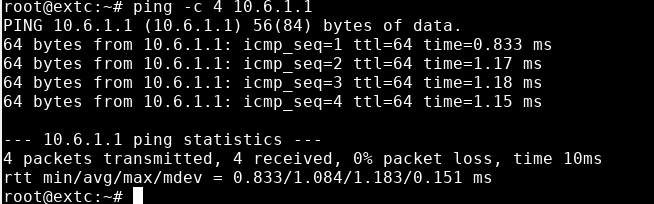 root@extc:~# ping -c 4 10.6.1.1
PING 10.6.1.1 (10.6.1.1) 56(84) bytes of data.
64 bytes from 10.6.1.1: icmp_seq=1 ttl=64 time=0.833 ms
64 bytes from 10.6.1.1: icmp_seq=2 ttl=64 time=1.17 ms
64 bytes from 10.6.1.1: icmp_seq=3 ttl=64 time=1.18 ms
64 bytes from 10.6.1.1: icmp_seq=4 ttl=64 time=1.15 ms

--- 10.6.1.1 ping statistics ---
4 packets transmitted, 4 received, 0% packet loss, time 10ms
rtt min/avg/max/mdev = 0.833/1.084/1.183/0.151 ms
root@extc:~#